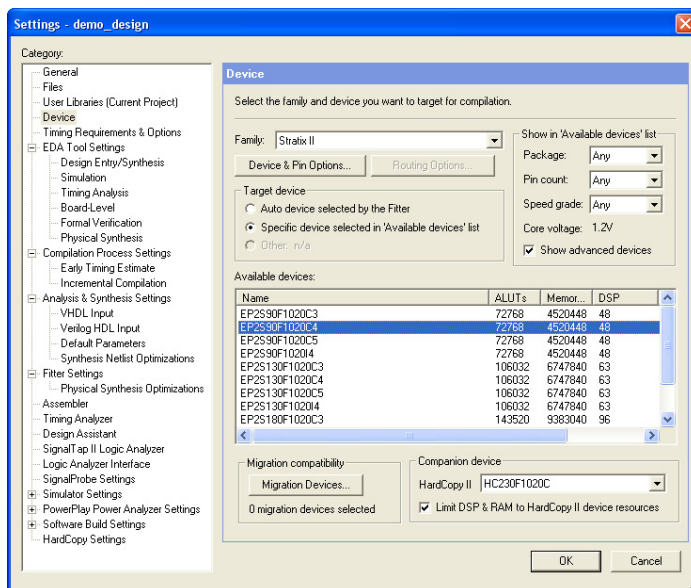 Settings - demo_design
Category:
General
Files
User Libraries (Current Project)
Device
Timing Requirements & Options
EDA Tool Settings
Design Entry/Synthesis
Simulation
Timing Analysis
Board-Level
Formal Verification
Physical Synthesis
Compilation Process Settings
Early Timing Estimate
Incremental Compilation
Analysis & Synthesis Settings
VHDL Input
Verilog HDL Input
Default Parameters
Synthesis Netlist Optimizations
Fitter Settings
Physical Synthesis Optimizations
Assembler
Timing Analyzer
Design Assistant
SignalTap II Logic Analyzer
Logic Analyzer Interface
SignalProbe Settings
Simulator Settings
PowerPlay Power Analyzer Settings
Software Build Settings
HardCopy Settings
Device
Select the family and device you want to target for compilation.
Family: Stratix II
Device & Pin Options... Routing Options...
Target device
Auto device selected by the Fitter
Specific device selected in 'Available devices' list
Other: n/a
Show in 'Available devices' list
Package: Any
Pin count: Any
Speed grade: Any
Core voltage: 1.2V
Show advanced devices
Available devices:
Name ALUTs Memor... DSP
EP2S90F1020C3 72768 4520448 48
EP2S90F1020C4 72768 4520448 48
EP2S90F1020C5 72768 4520448 48
EP2S90F1020I4 72768 4520448 48
EP2S130F1020C3 106032 6747840 63
EP2S130F1020C4 106032 6747840 63
EP2S130F1020C5 106032 6747840 63
EP2S130F1020I4 106032 6747840 63
EP2S180F1020C3 143520 9383040 96
Migration compatibility
Migration Devices...
0 migration devices selected
Companion device
HardCopy II HC230F1020C
Limit DSP & RAM to HardCopy II device resources
OK Cancel